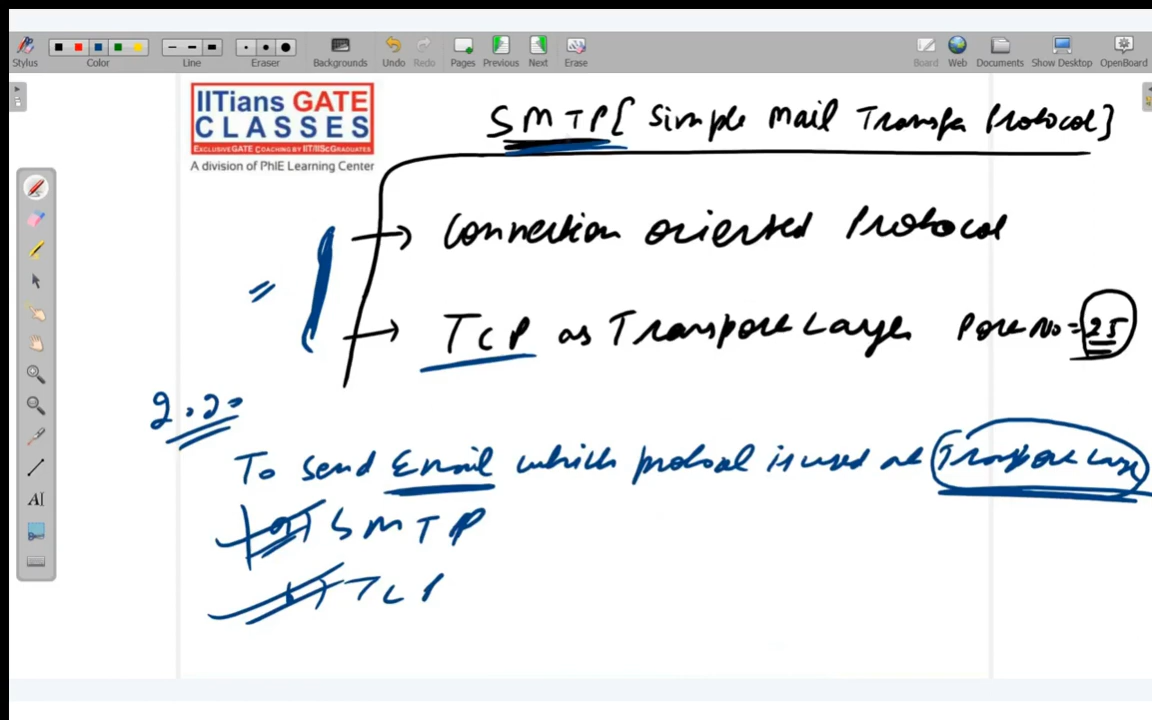 Stylus
Color
Line
Eraser
Backgrounds
Undo
Redo
Pages
Previous
Next
Erase
Board
Web
Documents
Show Desktop
OpenBoard
IITians GATE
CLASSES
EXCLUSIVE GATE COACHING BY IIT/IISc GRADUATES
A division of PhIE Learning Center
SMTP [Simple Mail Transfer Protocol]
→ Connection oriented Protocol
→ TCP as Transport Layer Port No = 25
=
To send Email which protocol is used at Transport Layer
a) SMTP
b) TCP
AI